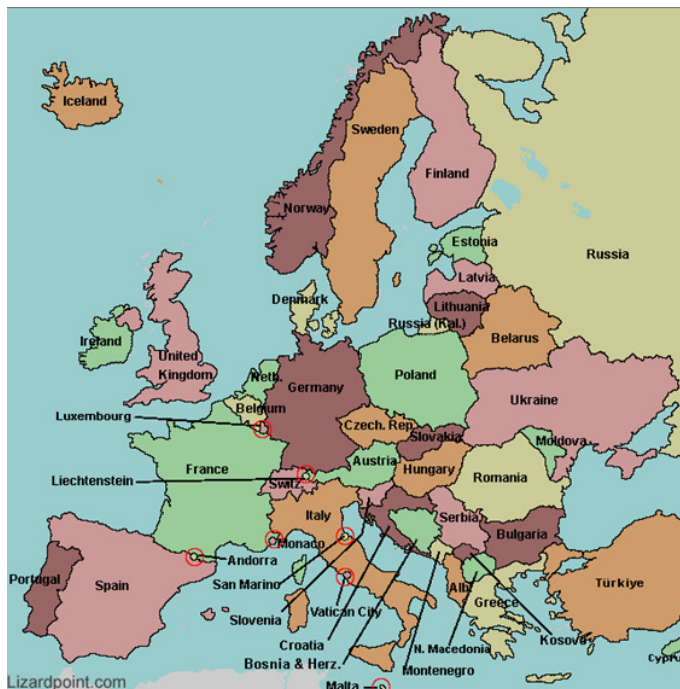 Iceland
Sweden
Finland
Norway
Estonia
Russia
Latvia
Denmark
Lithuania
Russia (Kal.)
Belarus
Ireland
United
Kingdom
Neth.
Germany
Poland
Belgium
Ukraine
Luxembourg
Czech. Rep.
Slovakia
Moldova
France
Austria
Liechtenstein
Switz.
Hungary
Romania
Italy
Serbia
Bulgaria
Monaco
Andorra
Portugal
Spain
San Marino
Alb.
Türkiye
Greece
Slovenia
Vatican City
Croatia
Kosovo
N. Macedonia
Bosnia & Herz.
Montenegro
Cyprus
Malta
Lizardpoint.com